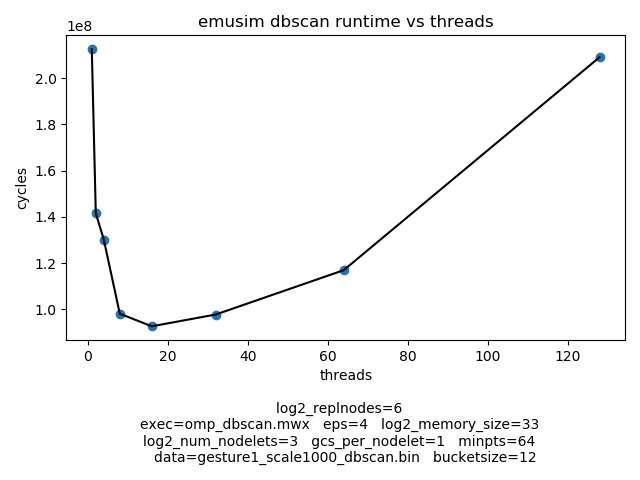 emusim dbscan runtime vs threads
1e8
2.0
1.8
1.6
1.4
1.2
1.0
cycles
0 20 40 60 80 100 120
threads
log2_replnodes=6
exec=omp_dbscan.mwx eps=4 log2_memory_size=33
log2_num_nodelets=3 gcs_per_nodelet=1 minpts=64
data=gesture1_scale1000_dbscan.bin bucketsize=12